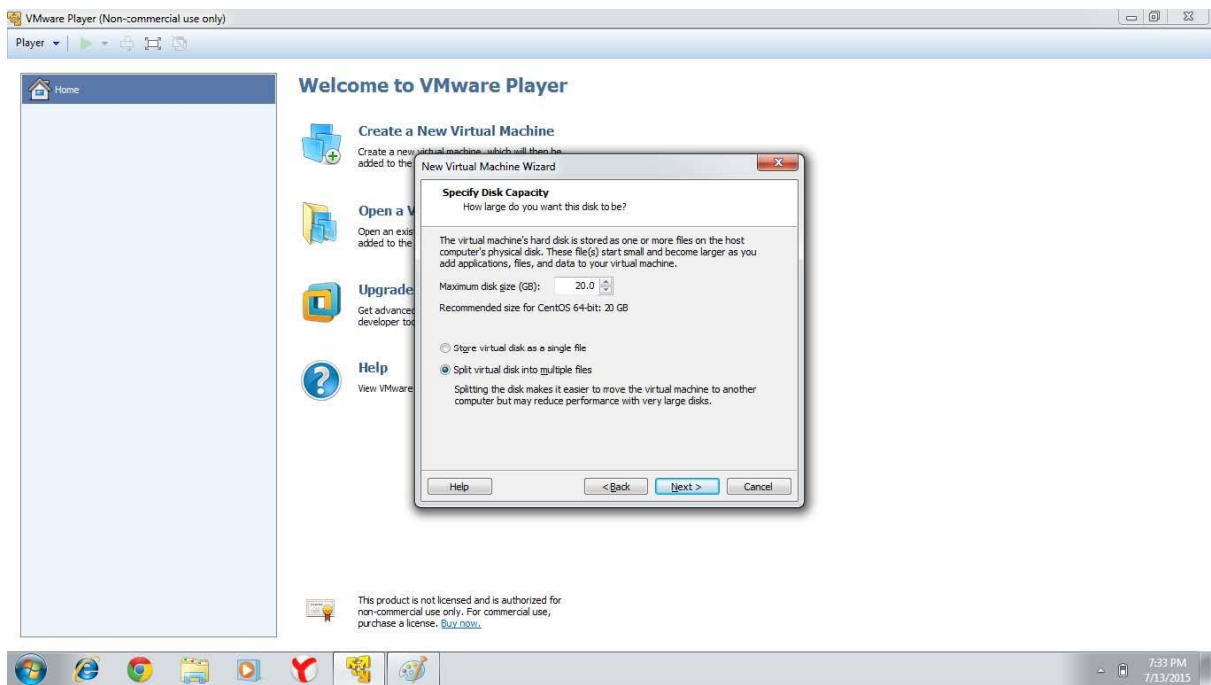 VMware Player (Non-commercial use only)
Player
Home
Welcome to VMware Player
Create a New Virtual Machine
Create a new virtual machine, which will then be
added to the
Open a V
Open an exis
added to the
Upgrade
Get advanced
developer too
Help
View VMware
New Virtual Machine Wizard
Specify Disk Capacity
How large do you want this disk to be?
The virtual machine's hard disk is stored as one or more files on the host
computer's physical disk. These file(s) start small and become larger as you
add applications, files, and data to your virtual machine.
Maximum disk size (GB): 20.0
Recommended size for CentOS 64-bit: 20 GB
Store virtual disk as a single file
Split virtual disk into multiple files
Splitting the disk makes it easier to move the virtual machine to another
computer but may reduce performance with very large disks.
Help < Back Next > Cancel
This product is not licensed and is authorized for
non-commercial use only. For commercial use,
purchase a license. Buy now.
7:33 PM
7/13/2015